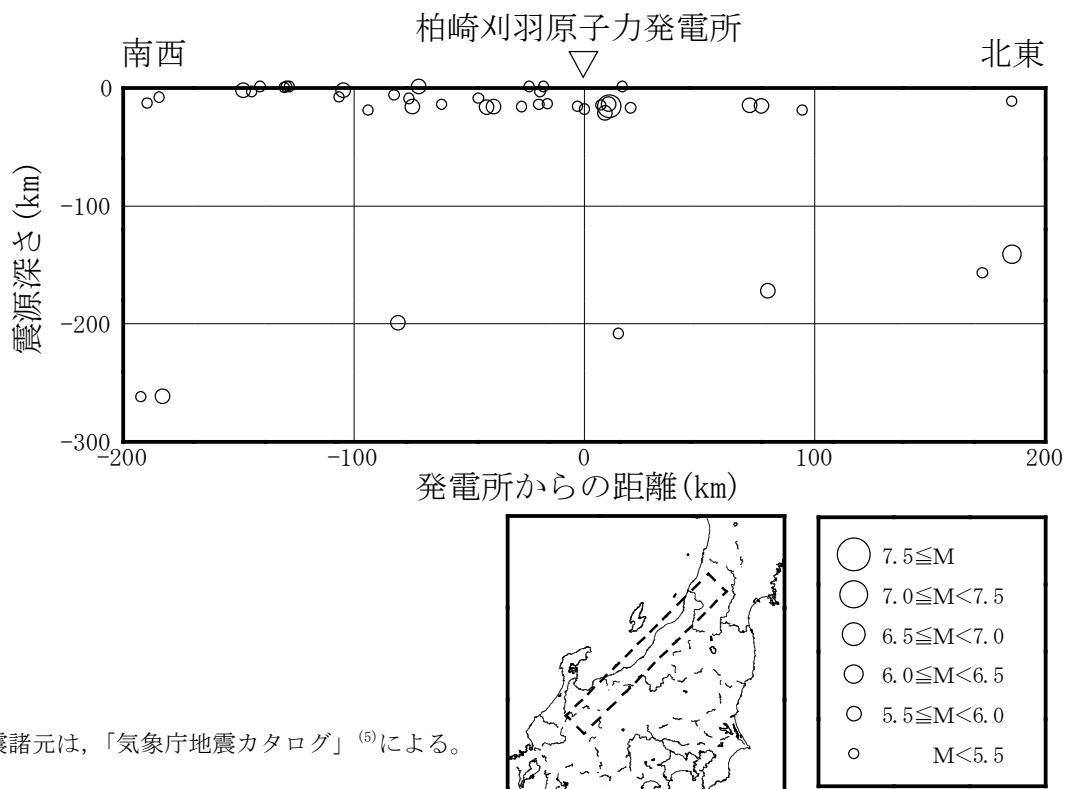 柏崎刈羽原子力発電所
南西
北東
0
-100
-200
-300
震源深さ(km)
-200
-100
0
100
200
発電所からの距離(km)
7.5≦M
7.0≦M<7.5
6.5≦M<7.0
6.0≦M<6.5
5.5≦M<6.0
M<5.5
諸元は,「気象庁地震カタログ」(5)による。